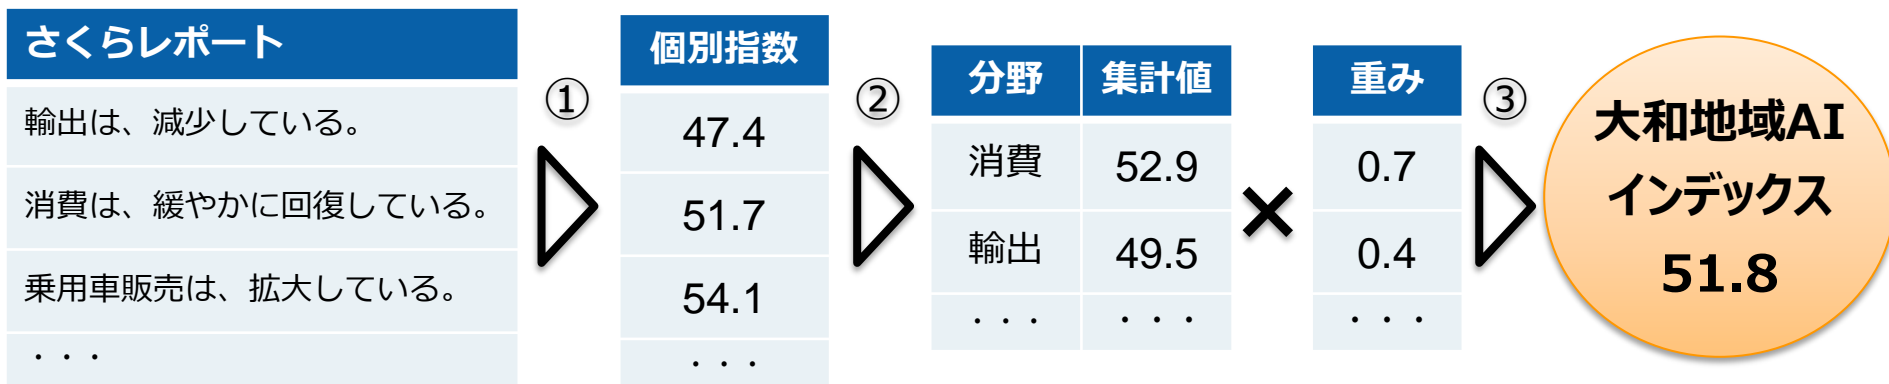 さくらレポート
輸出は、減少している。
消費は、緩やかに回復している。
乗用車販売は、拡大している。
・・・
①
個別指数
47.4
51.7
54.1
・・・
②
分野 集計値
消費 52.9
輸出 49.5
・・・ ・・・
×
重み
0.7
0.4
・・・
③
大和地域AI
インデックス
51.8